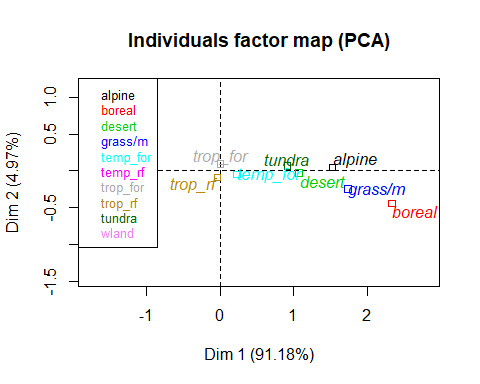 Individuals factor map (PCA)
Dim 2 (4.97%)
1.0
0.5
-0.5
-1.5
alpine
boreal
desert
grass/m
temp_for
temp_rf
trop_for
trop_rf
tundra
wland
trop_for
tundra
alpine
trop_rf
temp_for
desert
grass/m
boreal
-1
0
1
2
Dim 1 (91.18%)